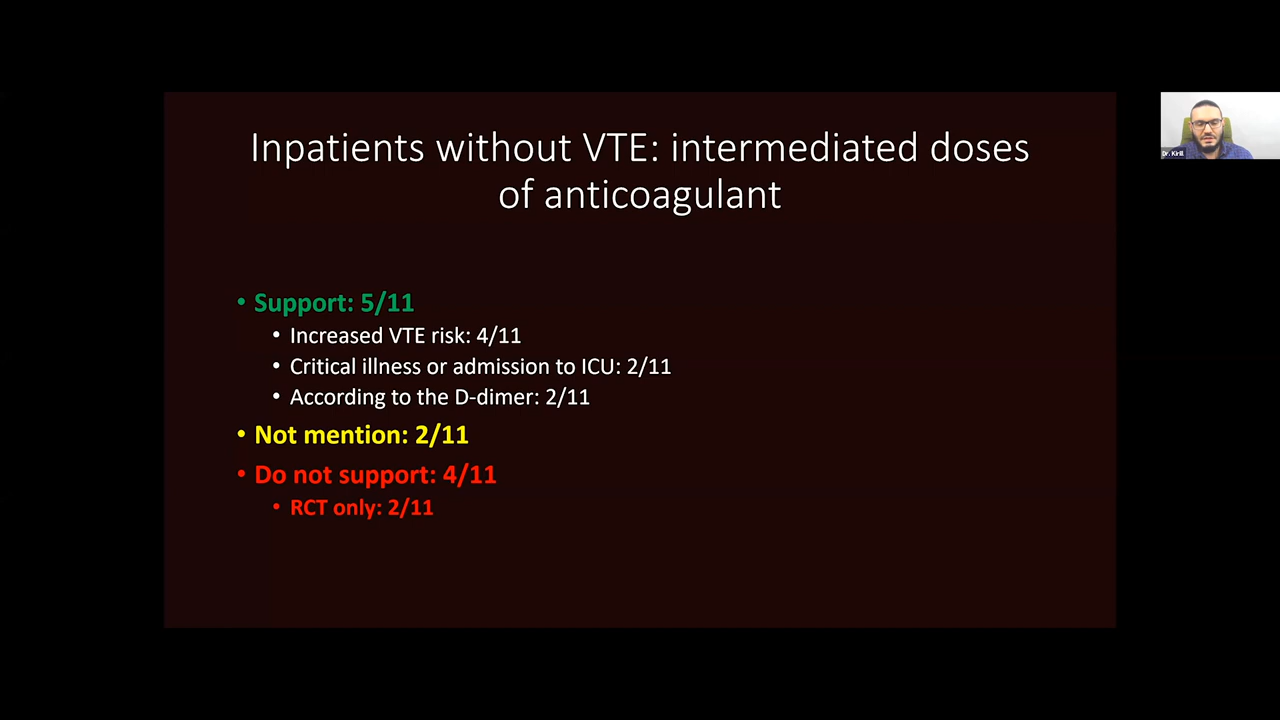 Inpatients without VTE: intermediated doses
of anticoagulant
• Support: 5/11
• Increased VTE risk: 4/11
• Critical illness or admission to ICU: 2/11
• According to the D-dimer: 2/11
• Not mention: 2/11
• Do not support: 4/11
• RCT only: 2/11
Dr. Kirill